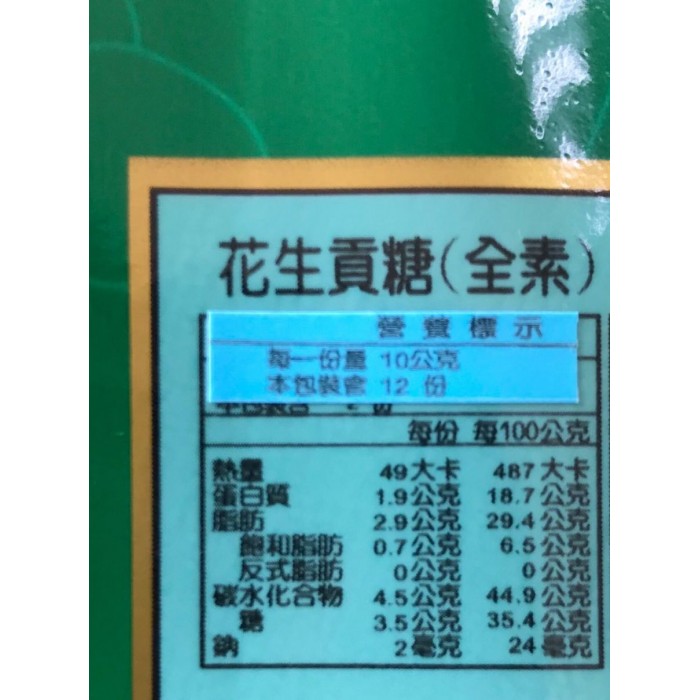 花生貢糖(全素)
營養標示
每一份量 10公克
本包裝含 12 份
每份 每100公克
熱量 49大卡 487大卡
蛋白質 1.9公克 18.7公克
脂肪 2.9公克 29.4公克
飽和脂肪 0.7公克 6.5公克
反式脂肪 0公克 0公克
碳水化合物 4.5公克 44.9公克
糖 3.5公克 35.4公克
鈉 2毫克 24毫克